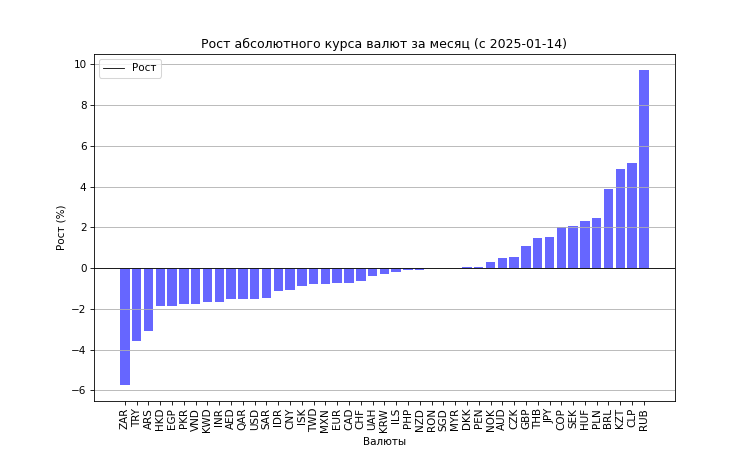 Рост абсолютного курса валют за месяц (с 2025-01-14)
Рост
10
8
6
4
2
0
−2
−4
−6
Рост (%)
ZAR
TRY
ARS
HKD
EGP
PKR
VND
KWD
INR
AED
QAR
USD
SAR
IDR
CNY
ISK
TWD
MXN
EUR
CAD
CHF
UAH
KRW
ILS
PHP
NZD
RON
SGD
MYR
DKK
PEN
NOK
AUD
CZK
GBP
THB
JPY
COP
SEK
HUF
PLN
BRL
KZT
CLP
RUB
Валюты